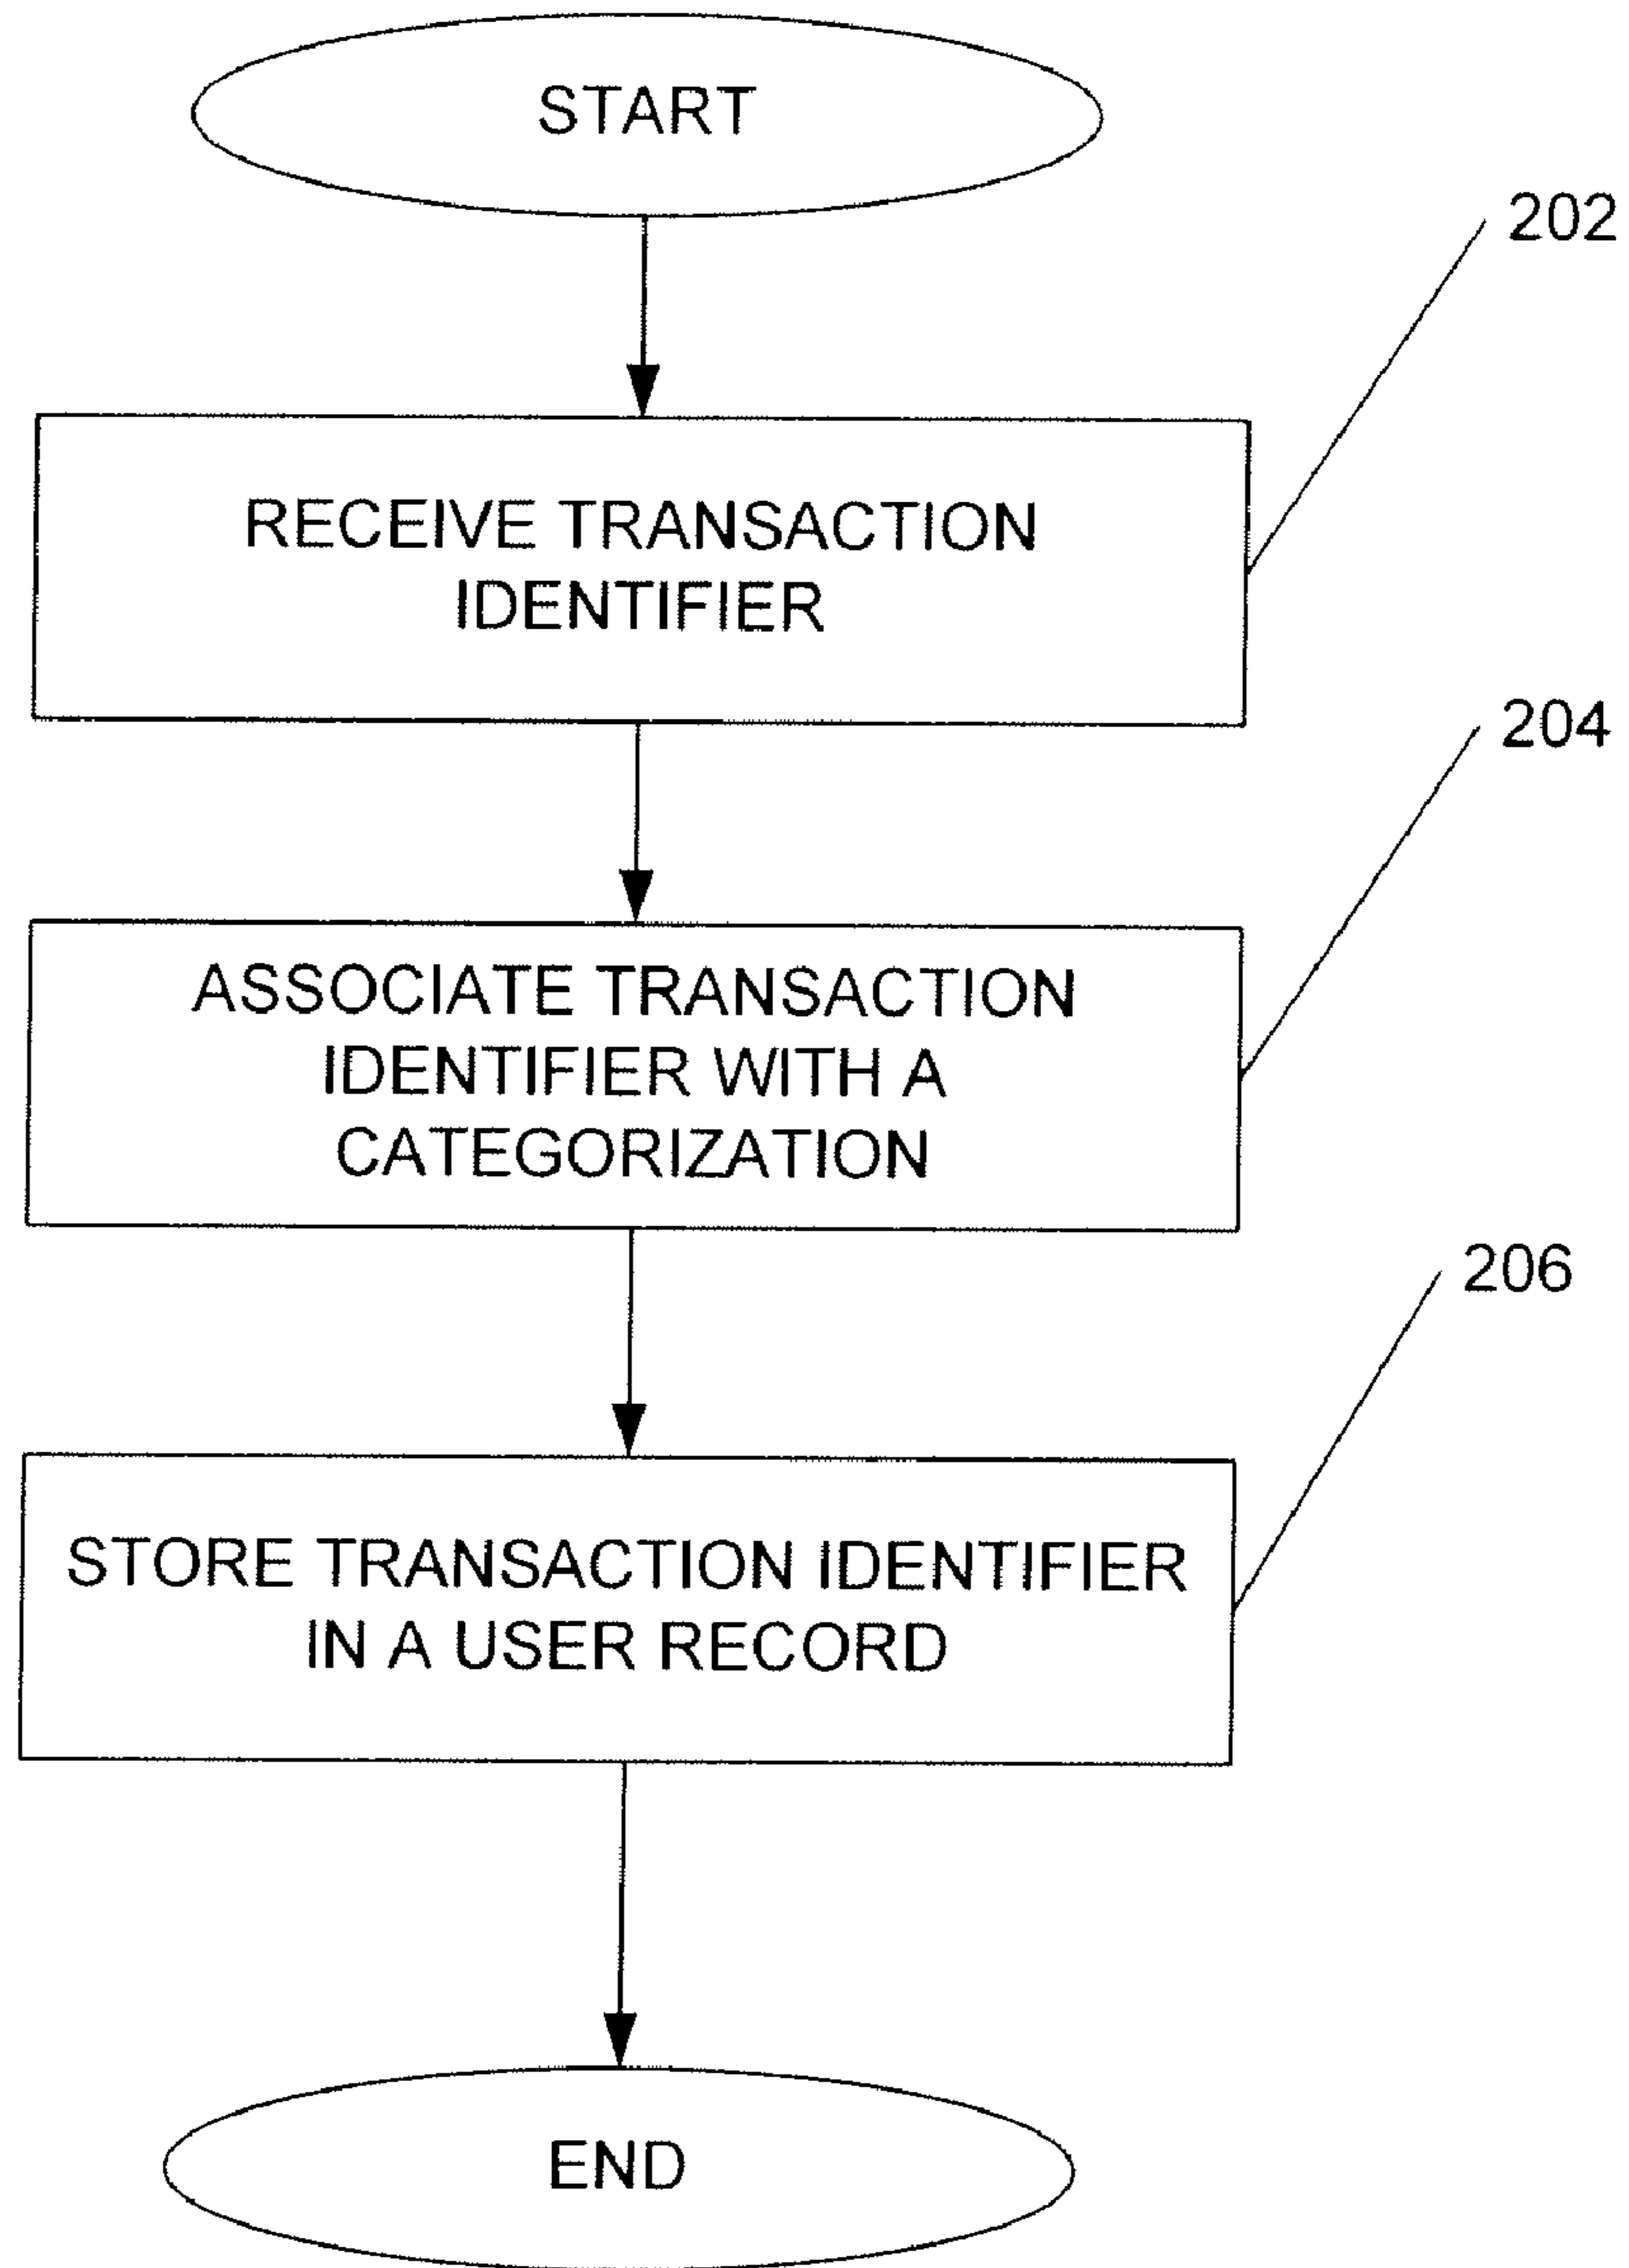 START
202
RECEIVE TRANSACTION
IDENTIFIER
204
ASSOCIATE TRANSACTION
IDENTIFIER WITH A
CATEGORIZATION
206
STORE TRANSACTION IDENTIFIER
IN A USER RECORD
END